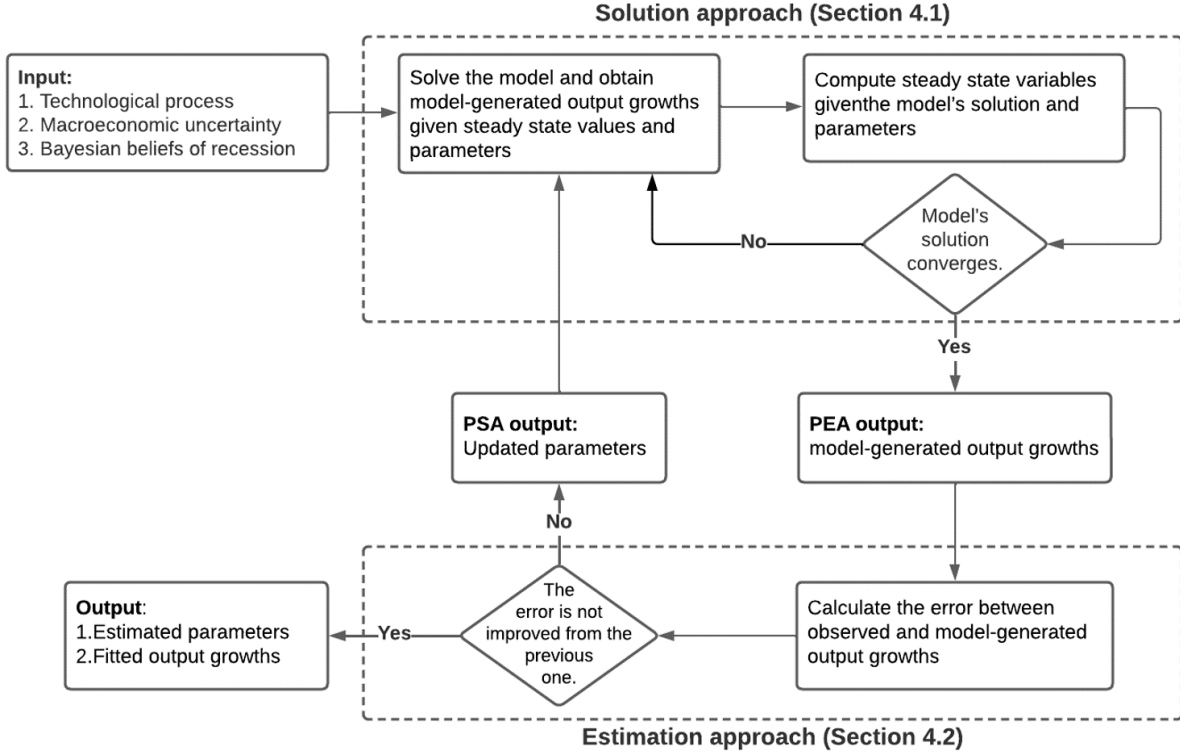 Solution approach (Section 4.1)
Input:
1. Technological process
2. Macroeconomic uncertainty
3. Bayesian beliefs of recession
Solve the model and obtain
model-generated output growths
given steady state values and
parameters
Compute steady state variables
giventhe model's solution and
parameters
Model's
solution
converges.
No
Yes
PSA output:
Updated parameters
PEA output:
model-generated output growths
No
Output:
1.Estimated parameters
2.Fitted output growths
Yes
The
error is not
improved from the
previous
one.
Calculate the error between
observed and model-generated
output growths
Estimation approach (Section 4.2)